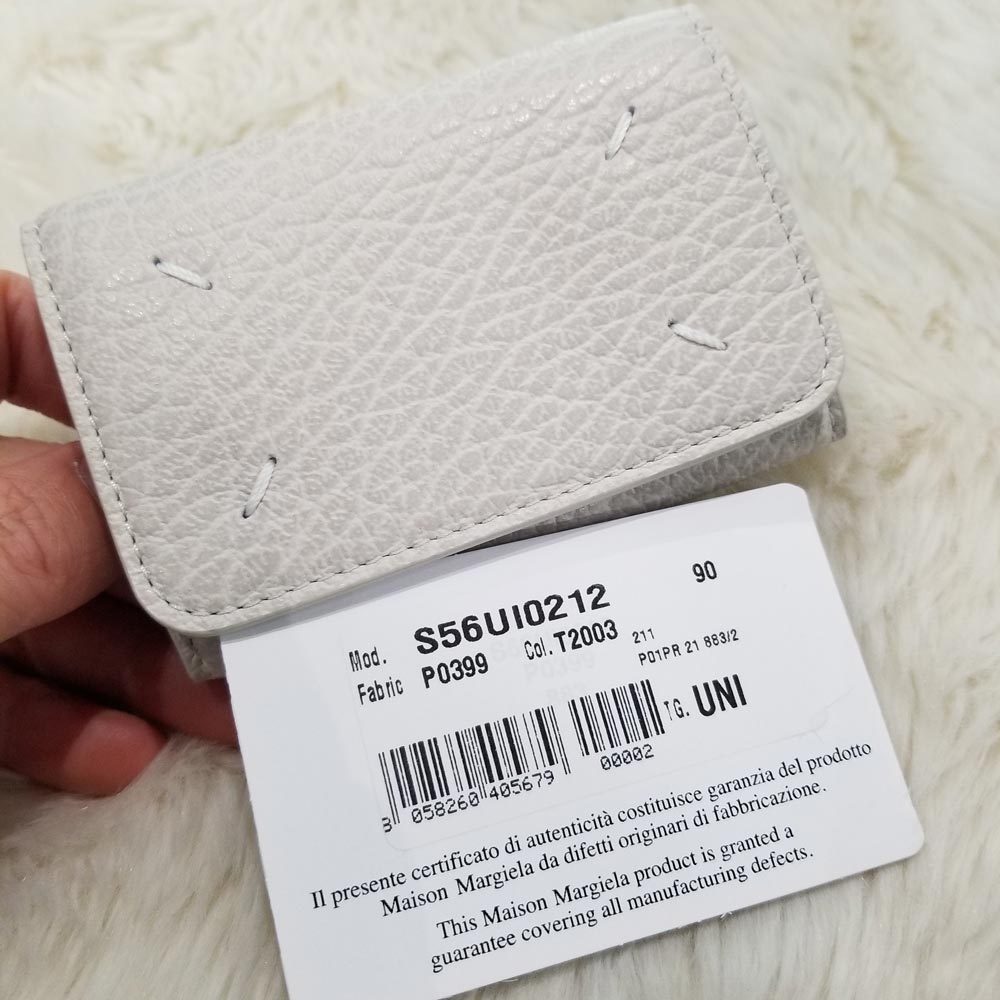 90
Mod. S56UI0212
Fabric P0399 Col. T2003 211
P01PR 21 883/2
TG. UNI
00002
8 058260 405679
Il presente certificato di autenticità costituisce garanzia del prodotto
Maison Margiela da difetti originari di fabbricazione.
This Maison Margiela product is granted a
guarantee covering all manufacturing defects.